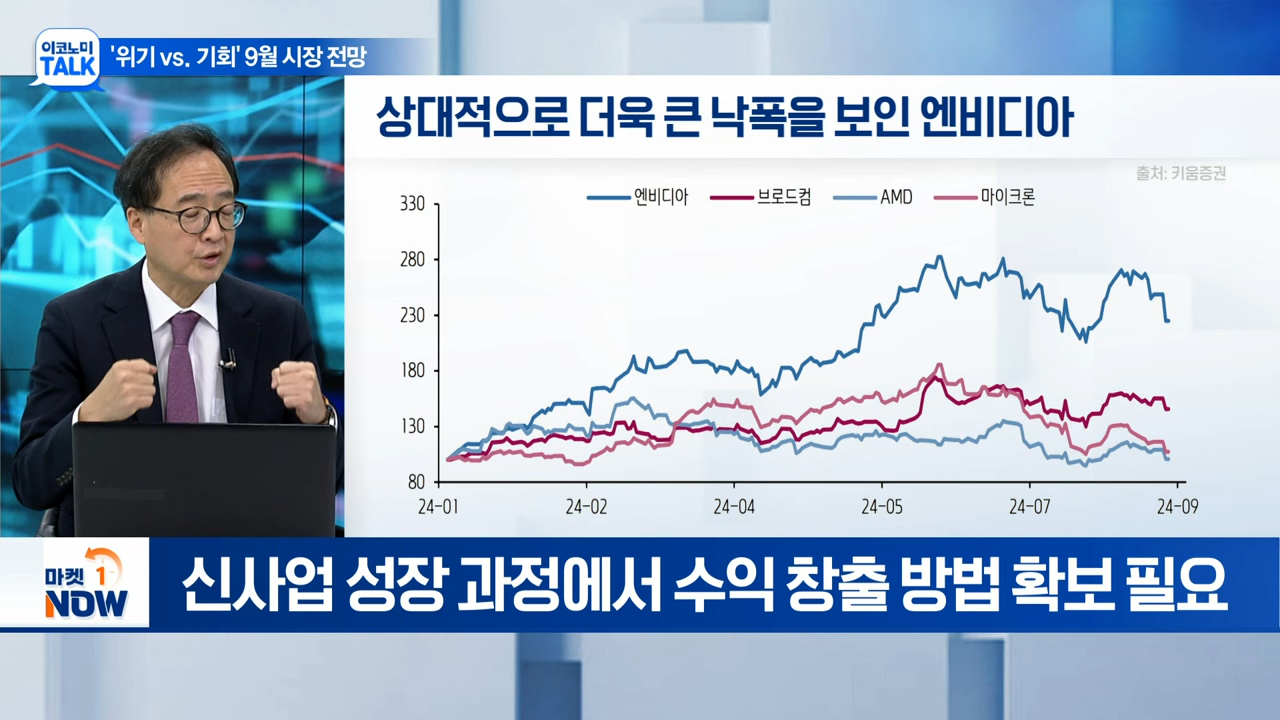 이코노미
TALK
'위기 vs. 기회' 9월 시장 전망
상대적으로 더욱 큰 낙폭을 보인 엔비디아
출처: 키움증권
엔비디아 브로드컴 AMD 마이크론
330
280
230
180
130
80
24-01 24-02 24-04 24-05 24-07 24-09
마켓 1
NOW
신사업 성장 과정에서 수익 창출 방법 확보 필요